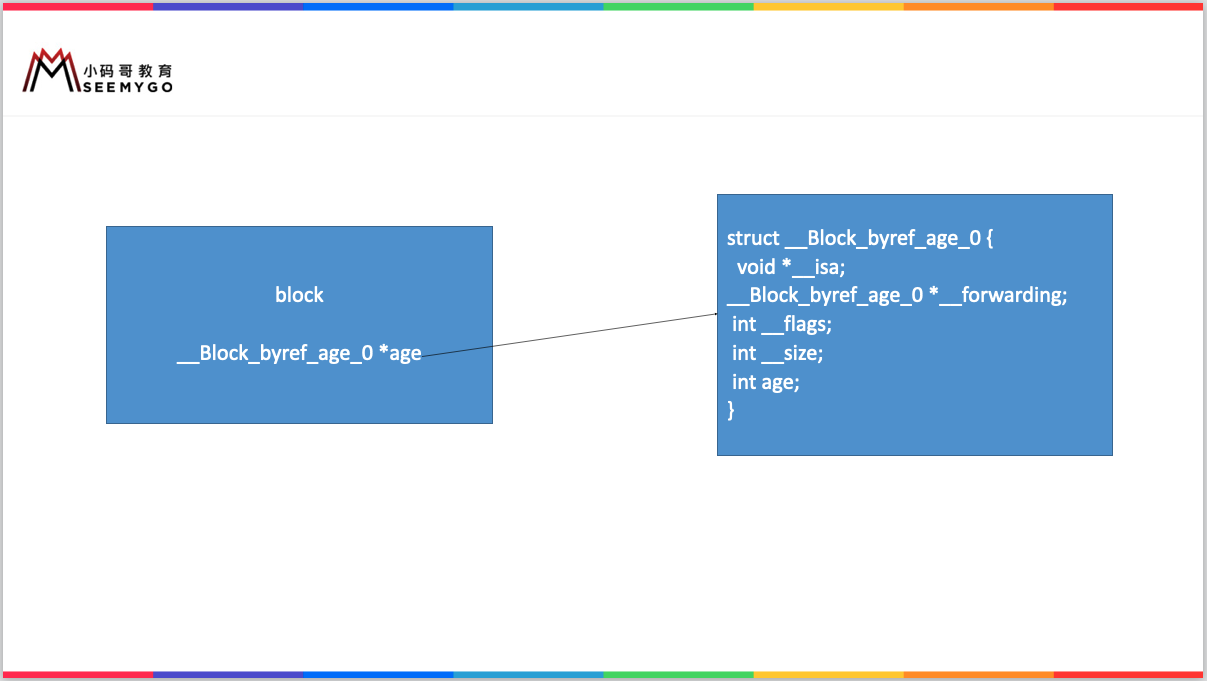 小码哥教育
SEEMYGO
block
__Block_byref_age_0 *age
struct __Block_byref_age_0 {
void *__isa;
__Block_byref_age_0 *__forwarding;
int __flags;
int __size;
int age;
}